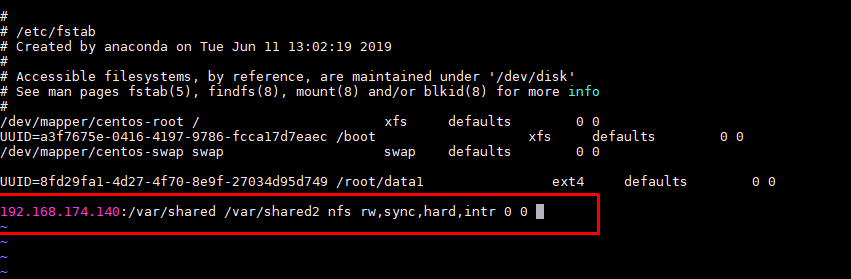 #
# /etc/fstab
# Created by anaconda on Tue Jun 11 13:02:19 2019
#
# Accessible filesystems, by reference, are maintained under '/dev/disk'
# See man pages fstab(5), findfs(8), mount(8) and/or blkid(8) for more info
#
/dev/mapper/centos-root / xfs defaults 0 0
UUID=a3f7675e-0416-4197-9786-fcca17d7eaec /boot xfs defaults 0 0
/dev/mapper/centos-swap swap swap defaults 0 0
UUID=8fd29fa1-4d27-4f70-8e9f-27034d95d749 /root/data1 ext4 defaults 0 0
192.168.174.140:/var/shared /var/shared2 nfs rw,sync,hard,intr 0 0
~
~
~
~